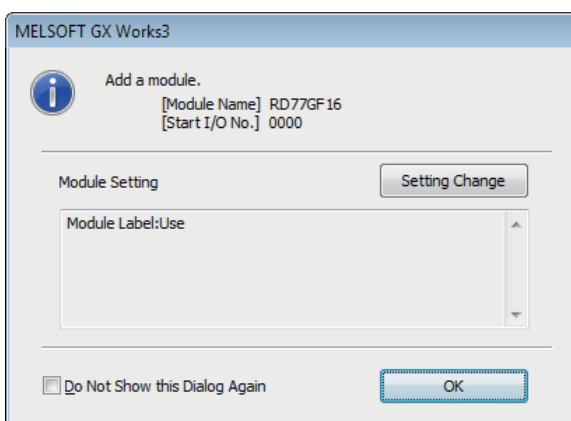 MELSOFT GX Works3
Add a module.
[Module Name] RD77GF16
[Start I/O No.] 0000
Module Setting
Setting Change
Module Label:Use
Do Not Show this Dialog Again
OK